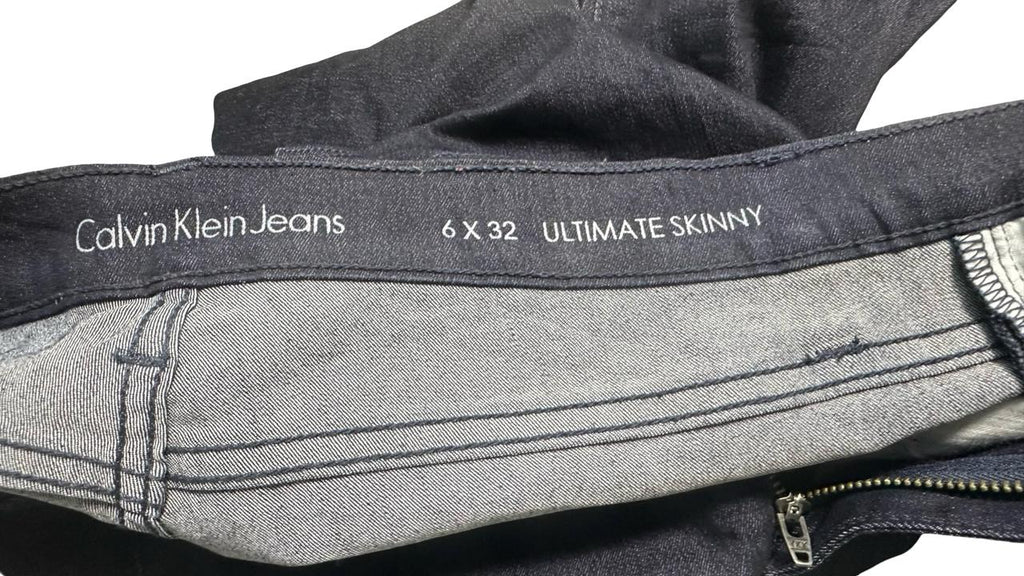 Calvin Klein Jeans 6 X 32 ULTIMATE SKINNY